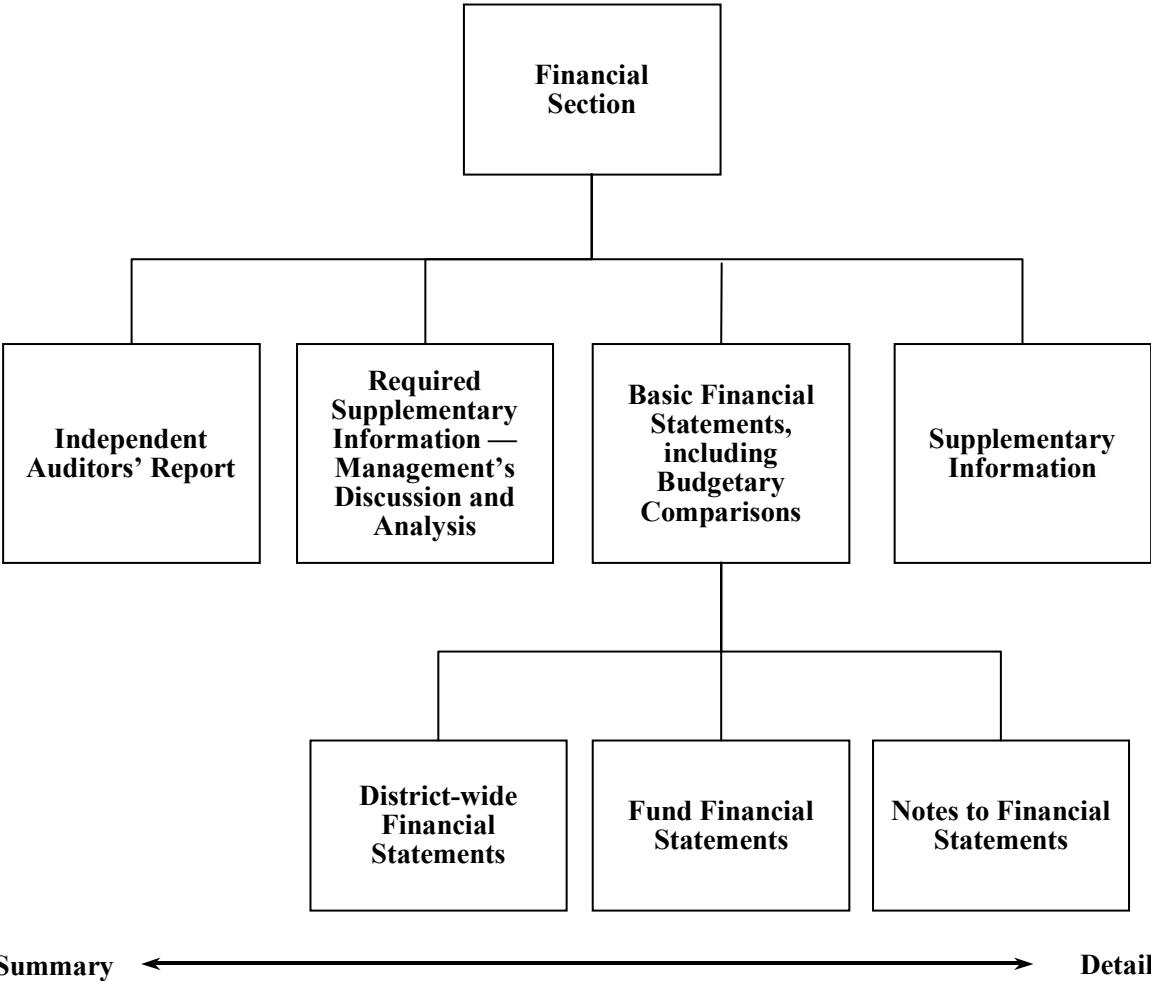 Financial
Section
Independent
Auditors’ Report
Required
Supplementary
Information —
Management’s
Discussion and
Analysis
Basic Financial
Statements,
including
Budgetary
Comparisons
Supplementary
Information
District-wide
Financial
Statements
Fund Financial
Statements
Notes to Financial
Statements
Summary
Detail